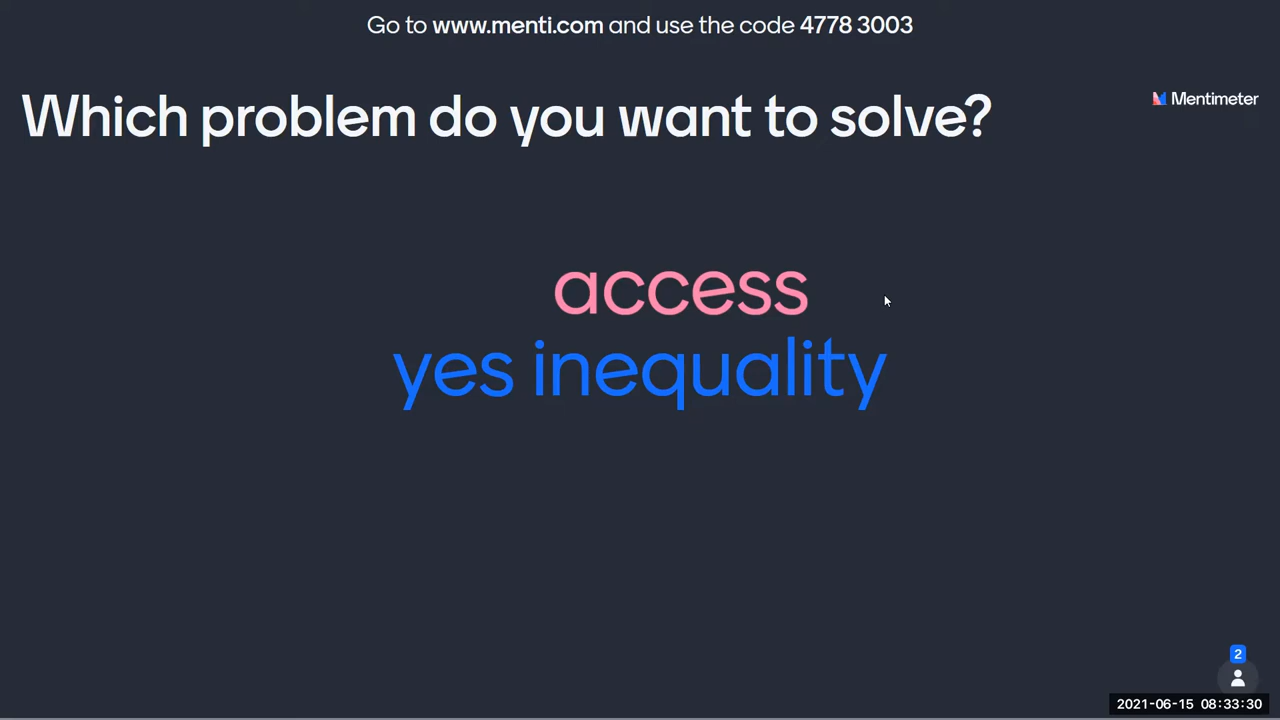 Go to www.menti.com and use the code 4778 3003
Which problem do you want to solve?
Mentimeter
access
yes inequality
2
2021-06-15 08:33:30